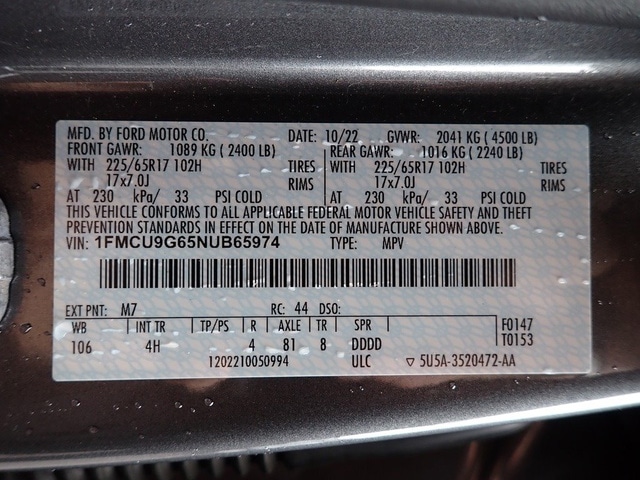 MFD. BY FORD MOTOR CO. DATE: 10/22 GVWR: 2041 KG ( 4500 LB)
FRONT GAWR: 1089 KG ( 2400 LB) REAR GAWR: 1016 KG ( 2240 LB)
WITH 225/65R17 102H TIRES WITH 225/65R17 102H TIRES
17x7.0J RIMS 17x7.0J RIMS
AT 230 kPa/ 33 PSI COLD AT 230 kPa/ 33 PSI COLD
THIS VEHICLE CONFORMS TO ALL APPLICABLE FEDERAL MOTOR VEHICLE SAFETY AND THEFT
PREVENTION STANDARDS IN EFFECT ON THE DATE OF MANUFACTURE SHOWN ABOVE.
VIN: 1FMCU9G65NUB65974 TYPE: MPV
EXT PNT: M7 RC: 44 DSO:
WB INT TR TP/PS R AXLE TR SPR F0147
106 4H 4 81 8 DDDD T0153
1202210050994 ULC ▽ 5U5A-3520472-AA